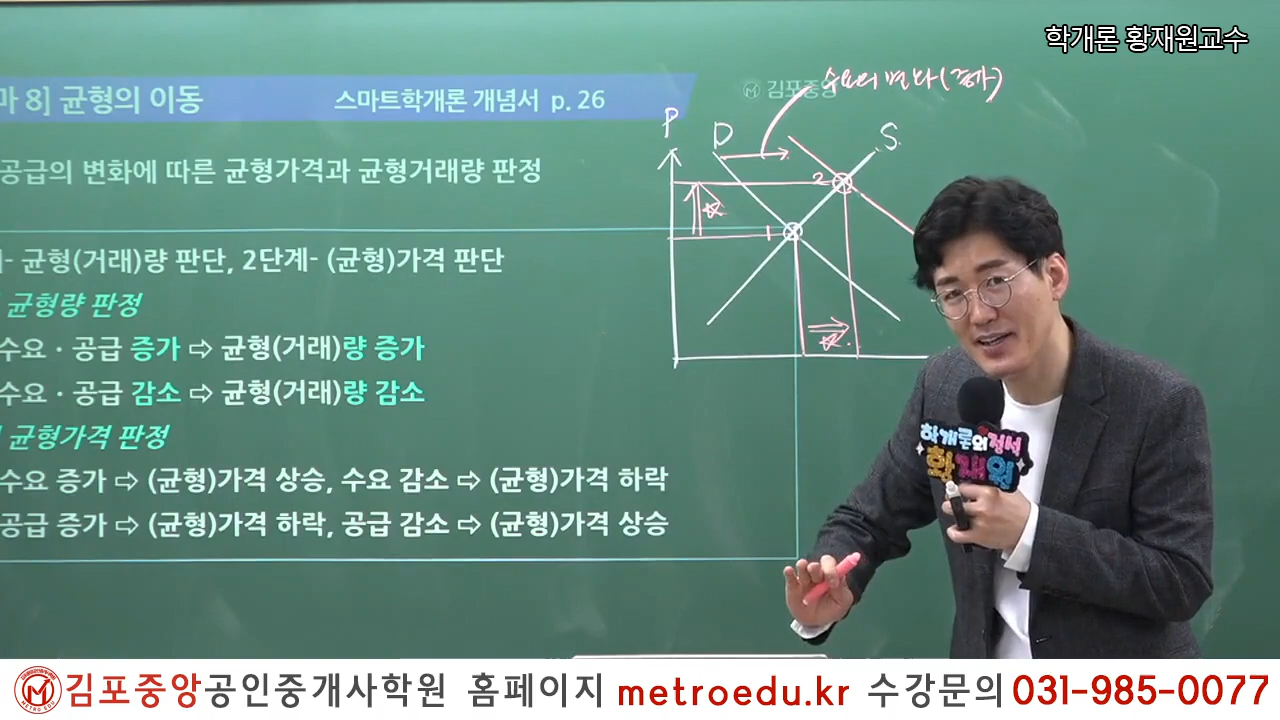 학개론 황재원교수
마 8] 균형의 이동 스마트학개론 개념서 p. 26
김포중앙
수요의 변화(증가)
P
D
S
공급의 변화에 따른 균형가격과 균형거래량 판정
2
1
- 균형(거래)량 판단, 2단계- (균형)가격 판단
균형량 판정
수요 · 공급 증가 ⇨ 균형(거래)량 증가
수요 · 공급 감소 ⇨ 균형(거래)량 감소
균형가격 판정
수요 증가 ⇨ (균형)가격 상승, 수요 감소 ⇨ (균형)가격 하락
공급 증가 ⇨ (균형)가격 하락, 공급 감소 ⇨ (균형)가격 상승
학개론의 정석
황재원
김포중앙공인중개사학원 홈페이지 metroedu.kr 수강문의 031-985-0077